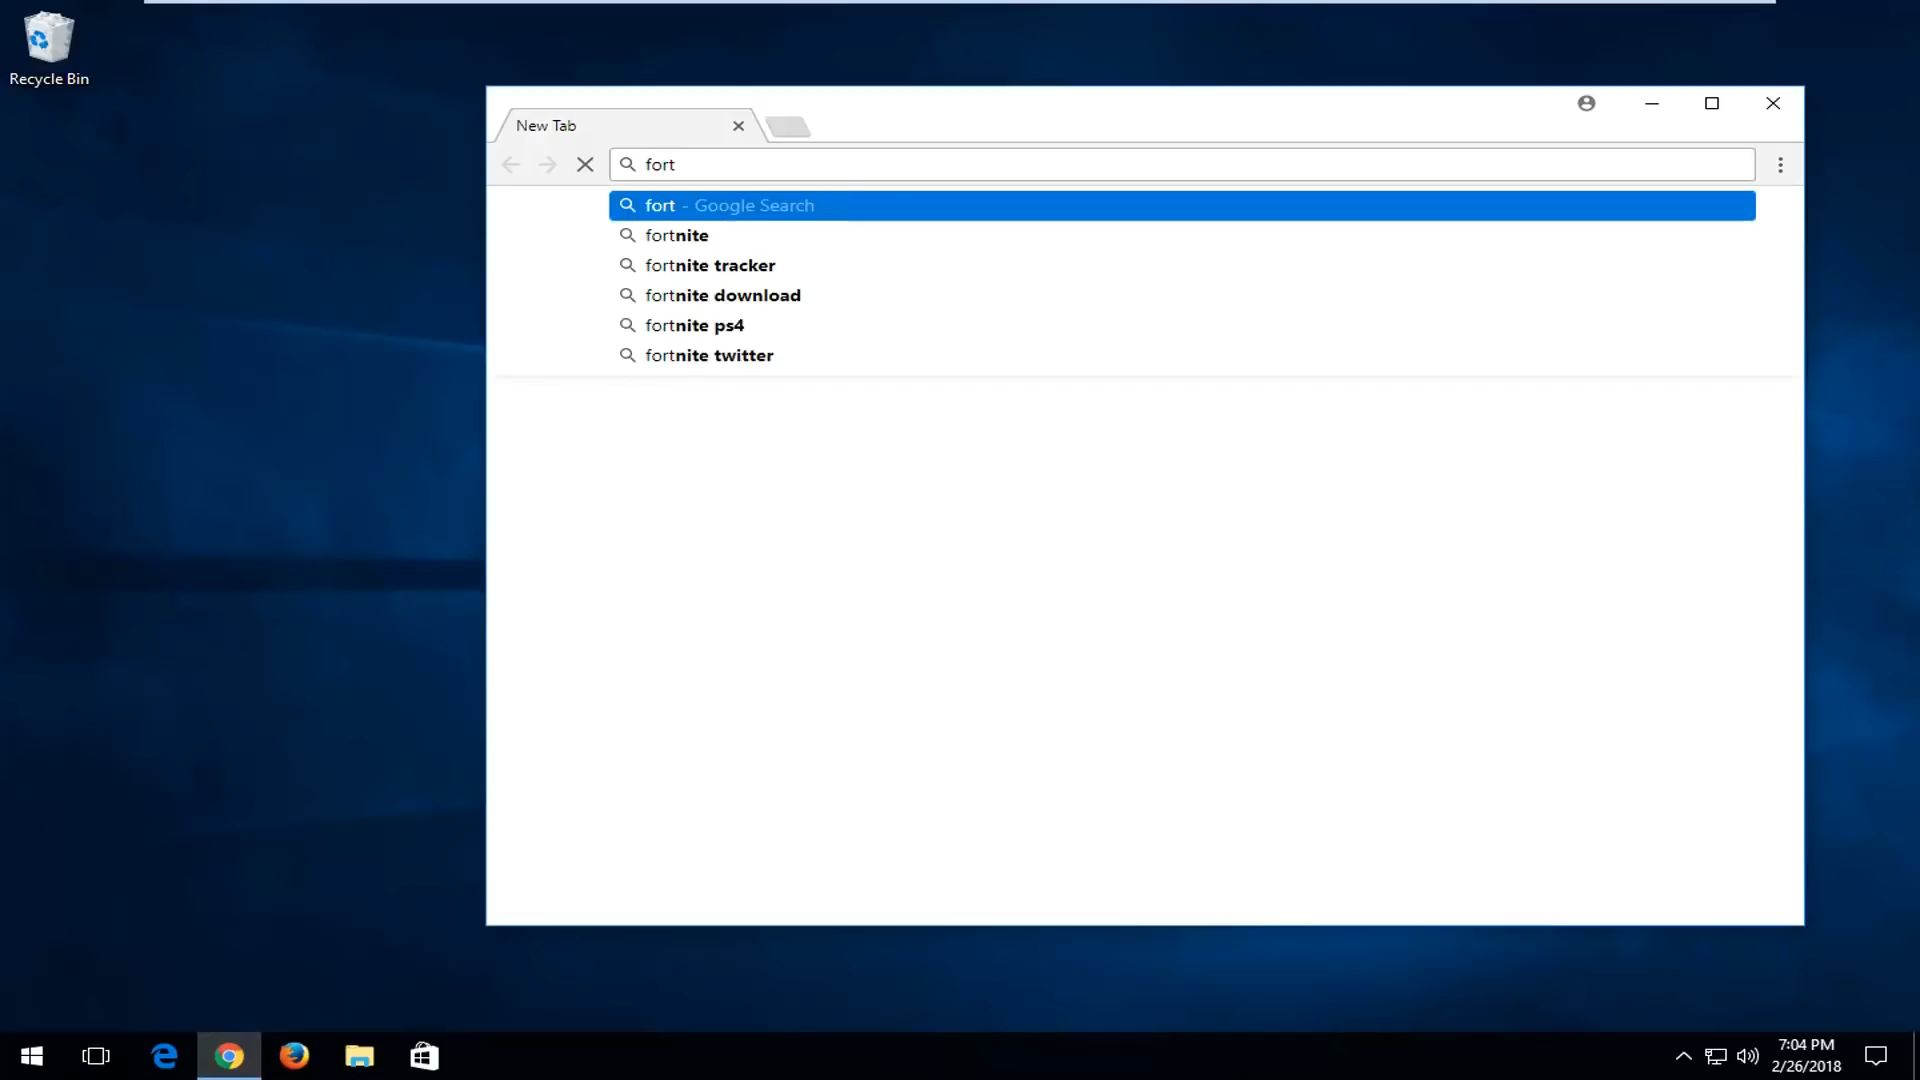 Recycle Bin
New Tab
fort
fort - Google Search
fortnite
fortnite tracker
fortnite download
fortnite ps4
fortnite twitter
7:04 PM
2/26/2018